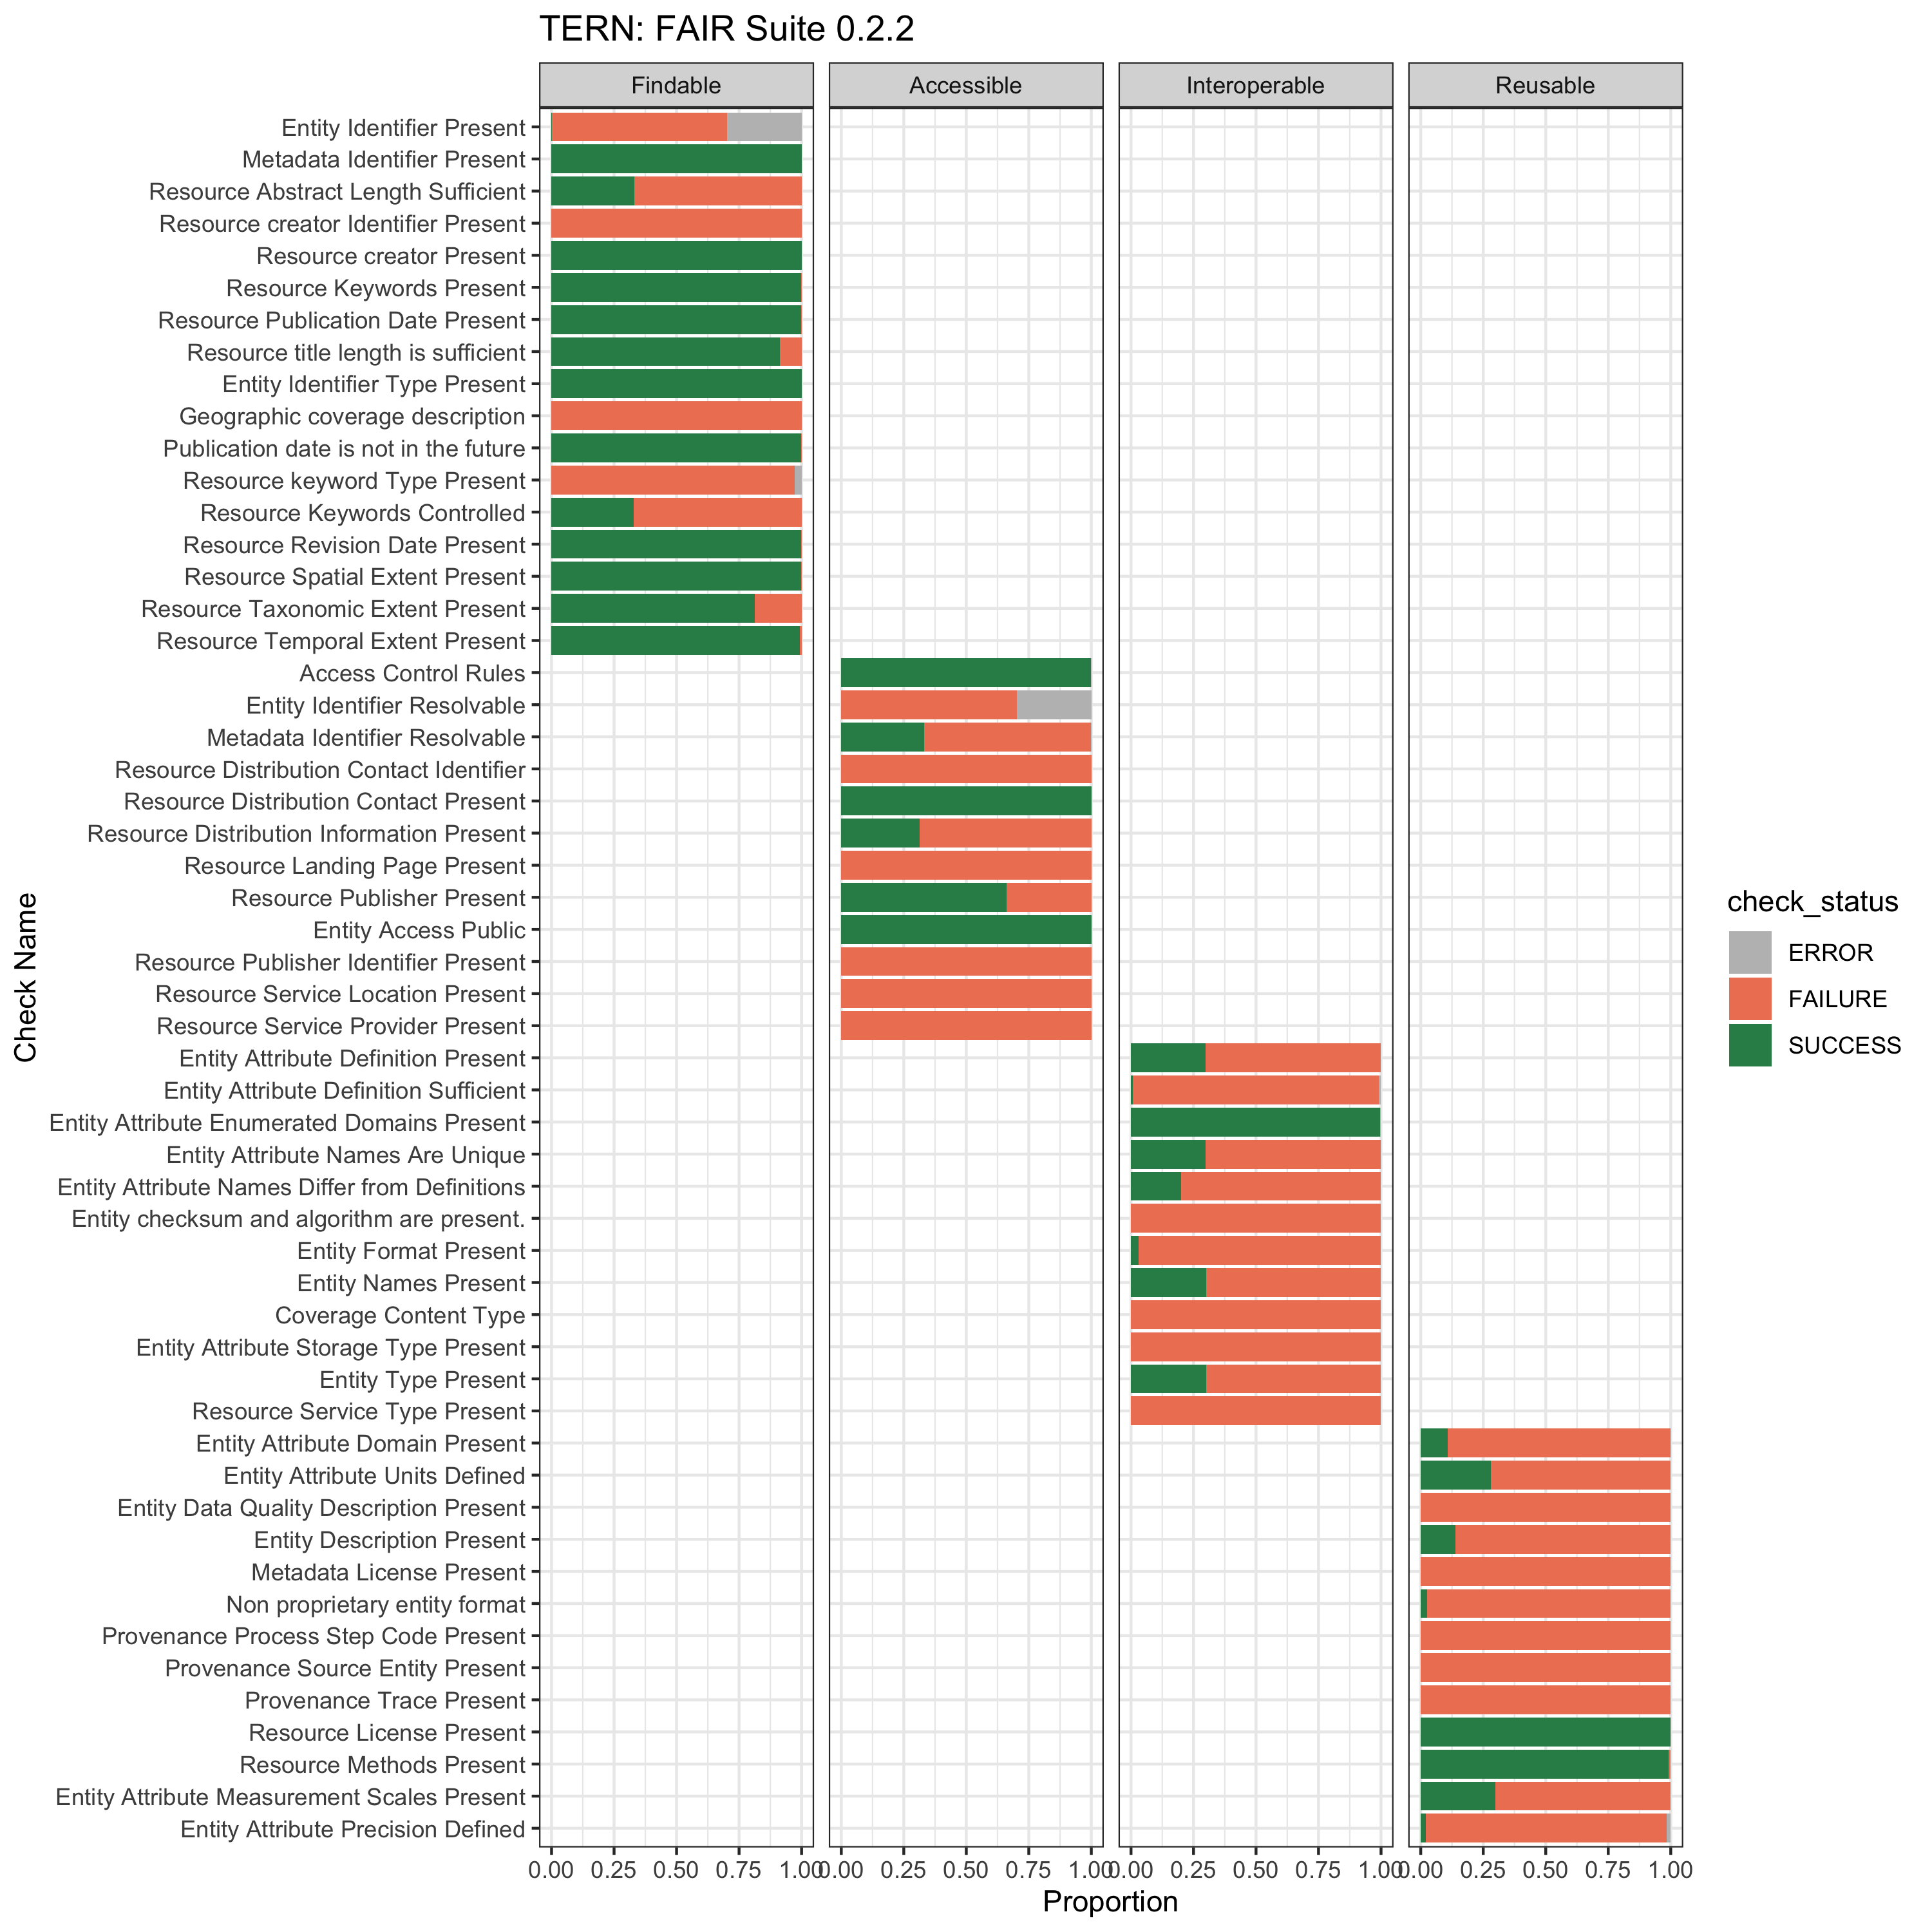 TERN: FAIR Suite 0.2.2
Findable
Accessible
Interoperable
Reusable
Entity Identifier Present
Metadata Identifier Present
Resource Abstract Length Sufficient
Resource creator Identifier Present
Resource creator Present
Resource Keywords Present
Resource Publication Date Present
Resource title length is sufficient
Entity Identifier Type Present
Geographic coverage description
Publication date is not in the future
Resource keyword Type Present
Resource Keywords Controlled
Resource Revision Date Present
Resource Spatial Extent Present
Resource Taxonomic Extent Present
Resource Temporal Extent Present
Access Control Rules
Entity Identifier Resolvable
Metadata Identifier Resolvable
Resource Distribution Contact Identifier
Resource Distribution Contact Present
Resource Distribution Information Present
Resource Landing Page Present
Resource Publisher Present
Entity Access Public
Resource Publisher Identifier Present
Resource Service Location Present
Resource Service Provider Present
Entity Attribute Definition Present
Entity Attribute Definition Sufficient
Entity Attribute Enumerated Domains Present
Entity Attribute Names Are Unique
Entity Attribute Names Differ from Definitions
Entity checksum and algorithm are present.
Entity Format Present
Entity Names Present
Coverage Content Type
Entity Attribute Storage Type Present
Entity Type Present
Resource Service Type Present
Entity Attribute Domain Present
Entity Attribute Units Defined
Entity Data Quality Description Present
Entity Description Present
Metadata License Present
Non proprietary entity format
Provenance Process Step Code Present
Provenance Source Entity Present
Provenance Trace Present
Resource License Present
Resource Methods Present
Entity Attribute Measurement Scales Present
Entity Attribute Precision Defined
Check Name
0.00 0.25 0.50 0.75 1.00
0.00 0.25 0.50 0.75 1.00
0.00 0.25 0.50 0.75 1.00
0.00 0.25 0.50 0.75 1.00
Proportion
check_status
ERROR
FAILURE
SUCCESS